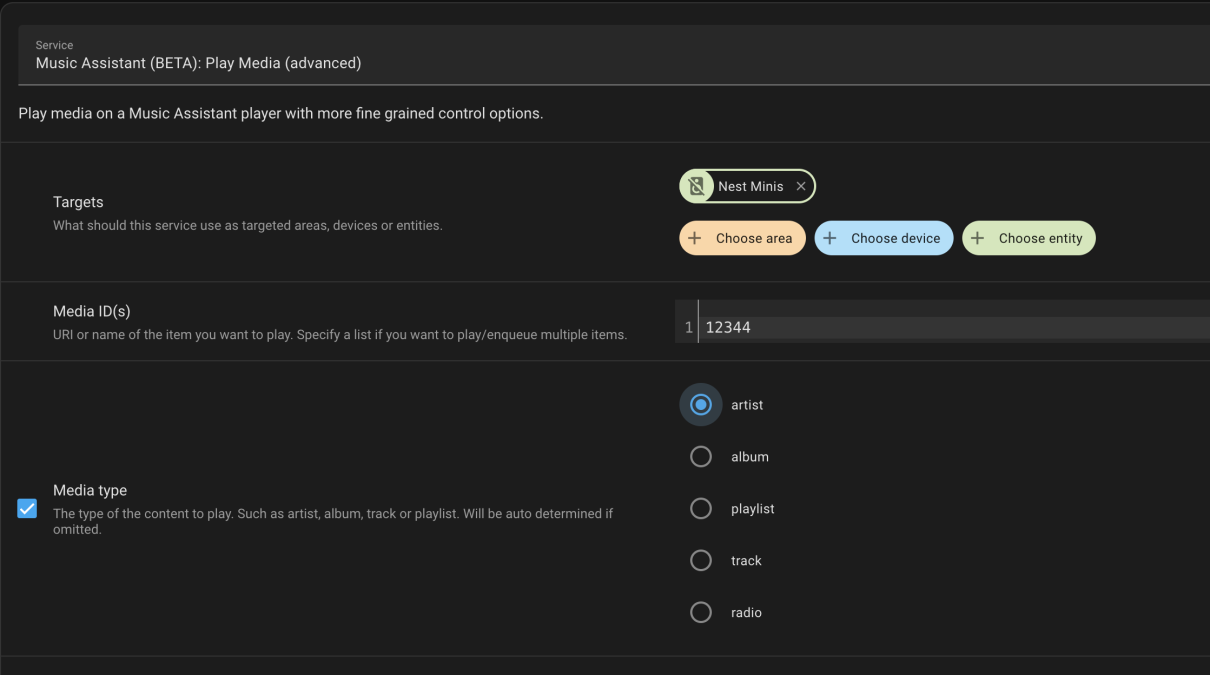 Service
Music Assistant (BETA): Play Media (advanced)
Play media on a Music Assistant player with more fine grained control options.
Targets
What should this service use as targeted areas, devices or entities.
Nest Minis
Choose area
Choose device
Choose entity
Media ID(s)
URI or name of the item you want to play. Specify a list if you want to play/enqueue multiple items.
1 12344
Media type
The type of the content to play. Such as artist, album, track or playlist. Will be auto determined if
omitted.
artist
album
playlist
track
radio